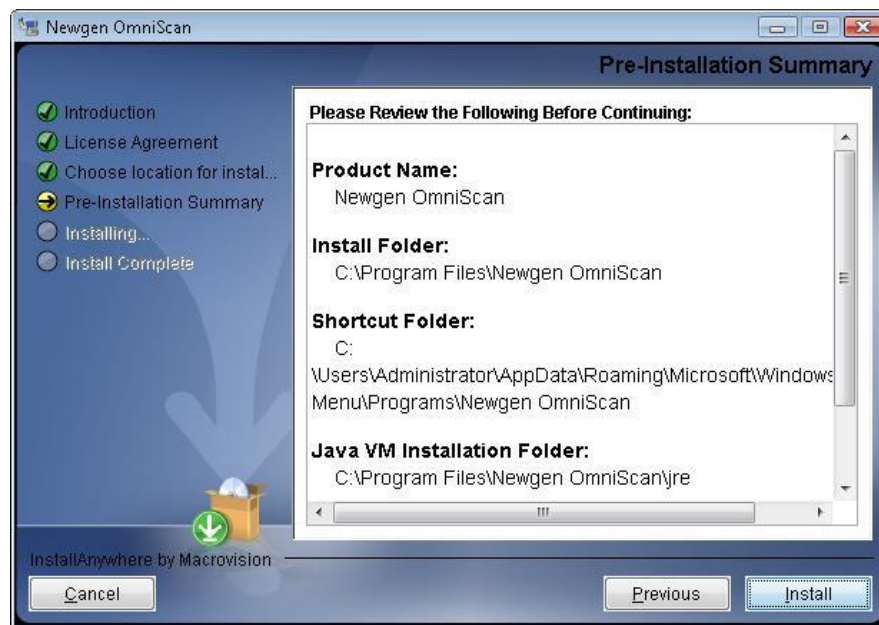 Newgen OmniScan
Pre-Installation Summary
Introduction
License Agreement
Choose location for instal...
Pre-Installation Summary
Installing...
Install Complete
Please Review the Following Before Continuing:
Product Name:
Newgen OmniScan
Install Folder:
C:\Program Files\Newgen OmniScan
Shortcut Folder:
C:
\Users\Administrator\AppData\Roaming\Microsoft\Windows
Menu\Programs\Newgen OmniScan
Java VM Installation Folder:
C:\Program Files\Newgen OmniScan\jre
InstallAnywhere by Macrovision
Cancel
Previous
Install